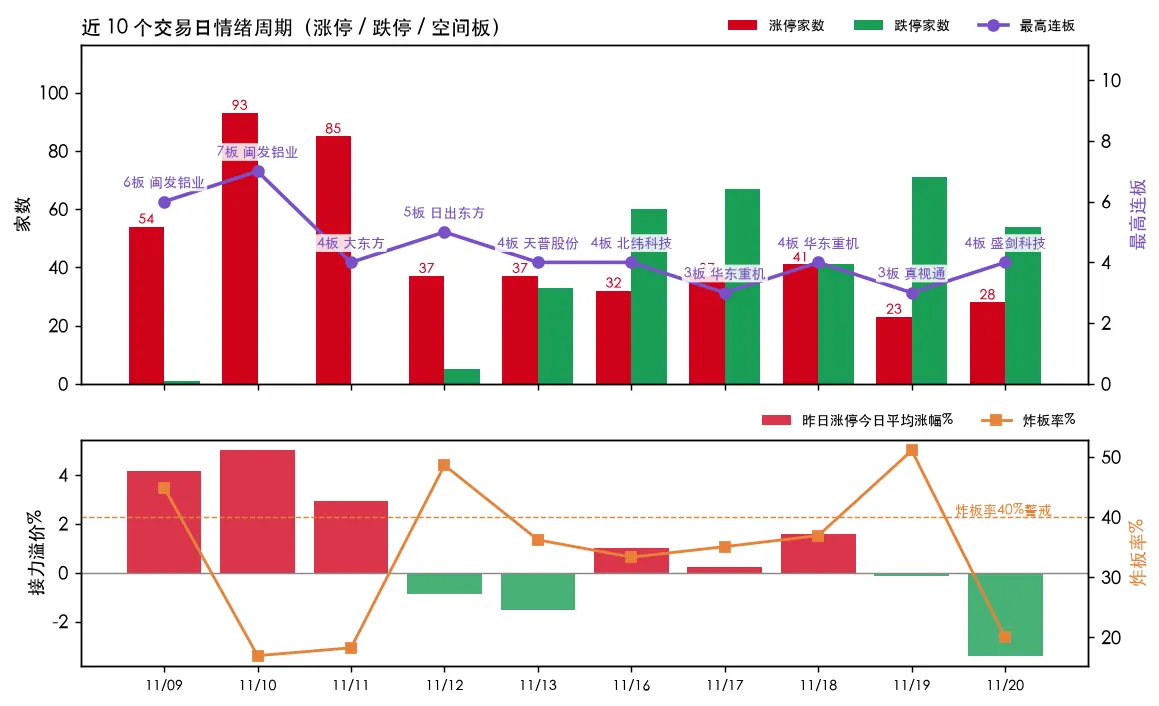 近 10 个交易日情绪周期（涨停 / 跌停 / 空间板）
涨停家数
跌停家数
最高连板
家数
100
80
60
40
20
0
54
93
85
37
37
32
37
41
23
28
6板 闽发铝业
7板 闽发铝业
4板 大东方
5板 日出东方
4板 天普股份
4板 北纬科技
3板 华东重机
4板 华东重机
3板 真视通
4板 盛剑科技
10
8
6
4
2
0
最高连板
昨日涨停今日平均涨幅%
炸板率%
接力溢价%
4
2
0
-2
炸板率40%警戒
50
40
30
20
炸板率%
11/09
11/10
11/11
11/12
11/13
11/16
11/17
11/18
11/19
11/20